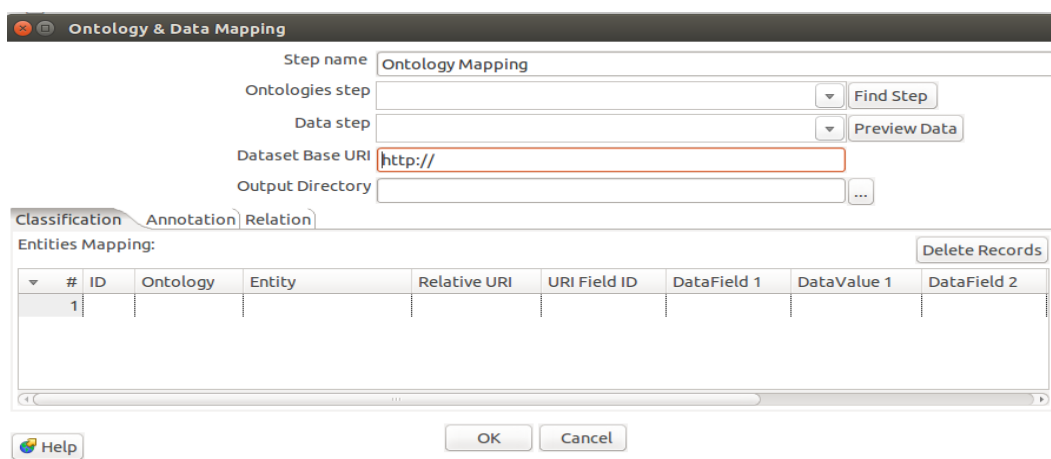 Ontology & Data Mapping
Step name Ontology Mapping
Ontologies step Find Step
Data step Preview Data
Dataset Base URI http://
Output Directory ...
Classification Annotation Relation
Entities Mapping: Delete Records
# ID Ontology Entity Relative URI URI Field ID DataField 1 DataValue 1 DataField 2
1
OK Cancel
Help